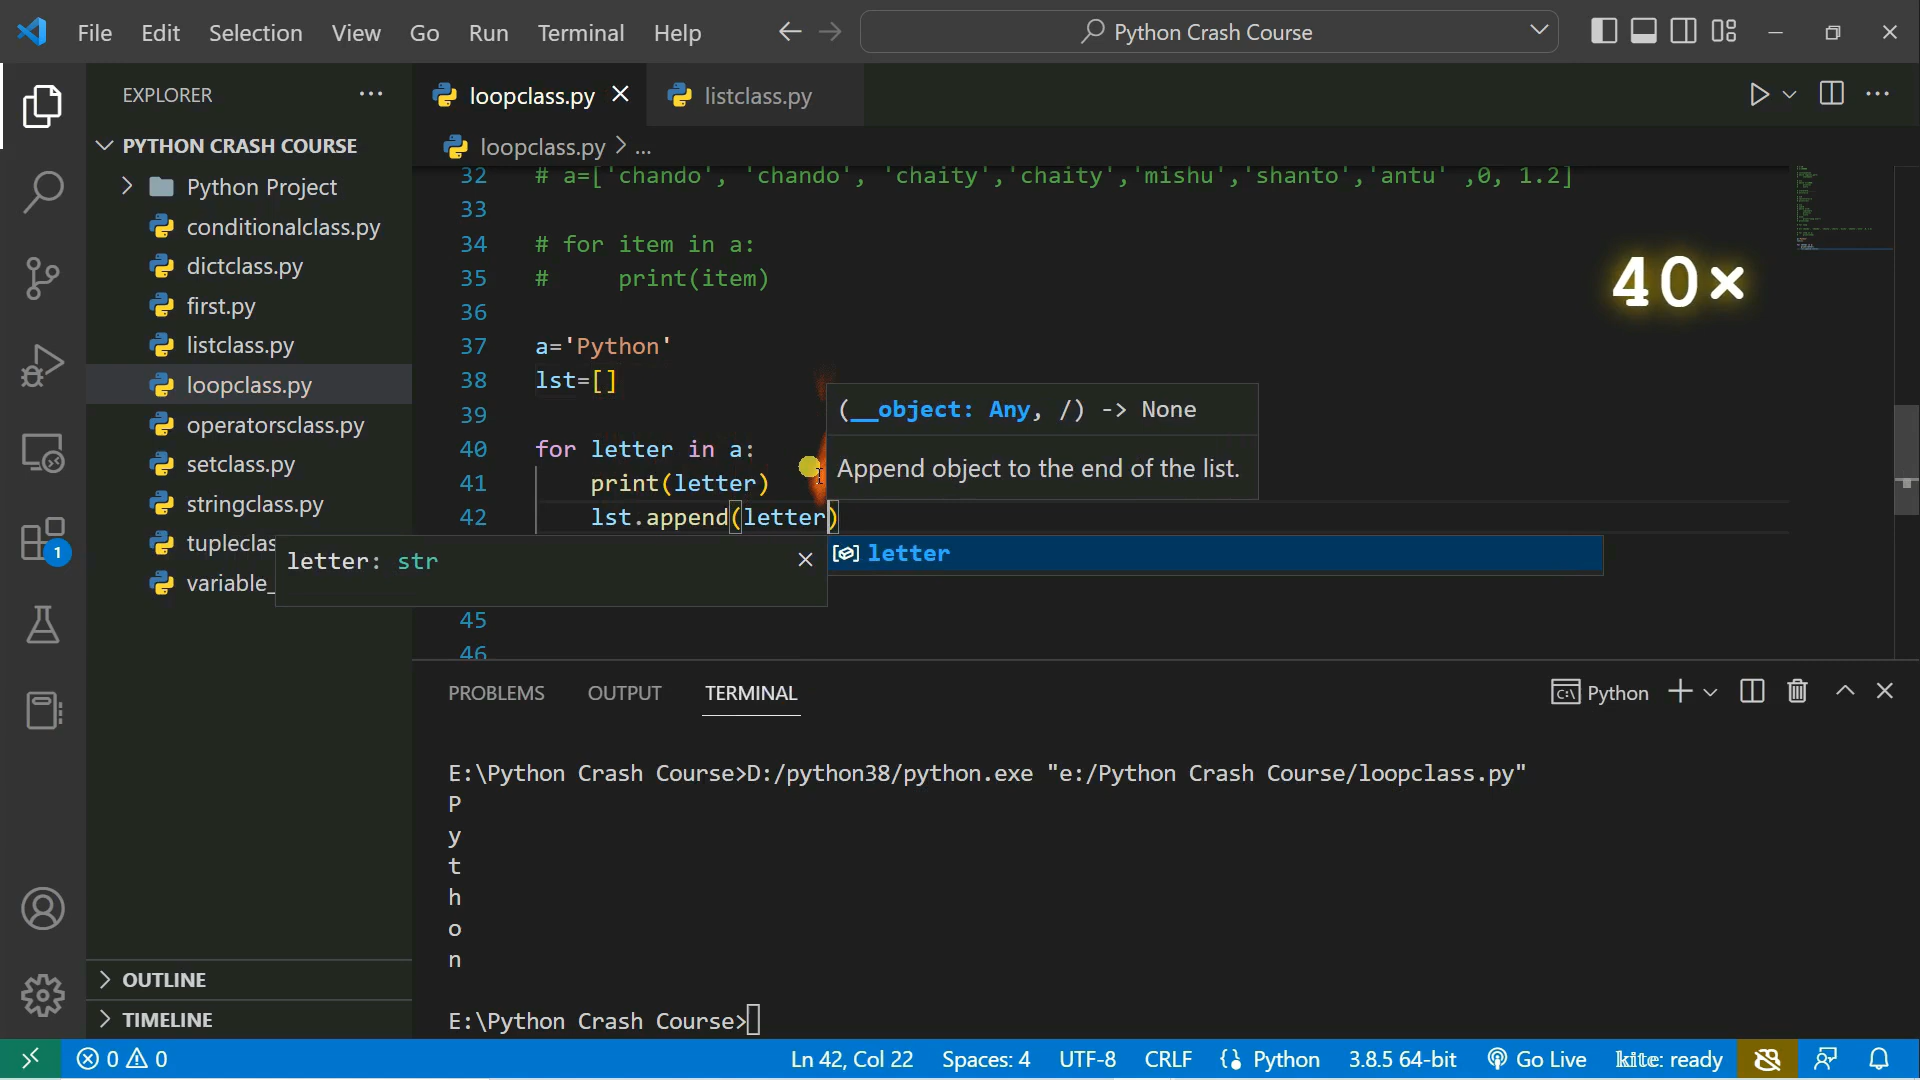 File Edit Selection View Go Run Terminal Help
Python Crash Course
EXPLORER
PYTHON CRASH COURSE
Python Project
conditionalclass.py
dictclass.py
first.py
listclass.py
loopclass.py
operatorsclass.py
setclass.py
stringclass.py
tupleclas
variable_
OUTLINE
TIMELINE
1
loopclass.py listclass.py
loopclass.py > ...
32 # a=['chando', 'chando', 'chaity','chaity','mishu','shanto','antu' ,0, 1.2]
33
34 # for item in a:
35 #     print(item)
36
37 a='Python'
38 lst=[]
39
40 for letter in a:
41     print(letter)
42     lst.append(letter)
45
46
40×
(__object: Any, /) -> None
Append object to the end of the list.
letter: str
letter
PROBLEMS OUTPUT TERMINAL
Python
E:\Python Crash Course>D:/python38/python.exe "e:/Python Crash Course/loopclass.py"
P
y
t
h
o
n
E:\Python Crash Course>
0 0 Ln 42, Col 22 Spaces: 4 UTF-8 CRLF Python 3.8.5 64-bit Go Live kite: ready